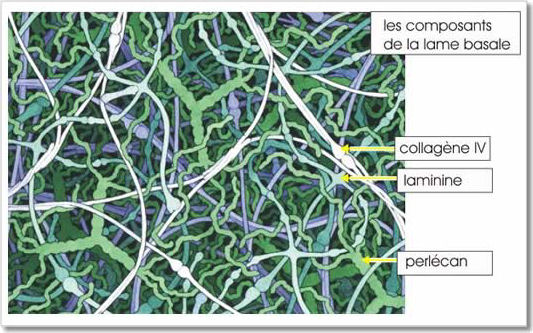 les composants
de la lame basale
collagène IV
laminine
perlécan